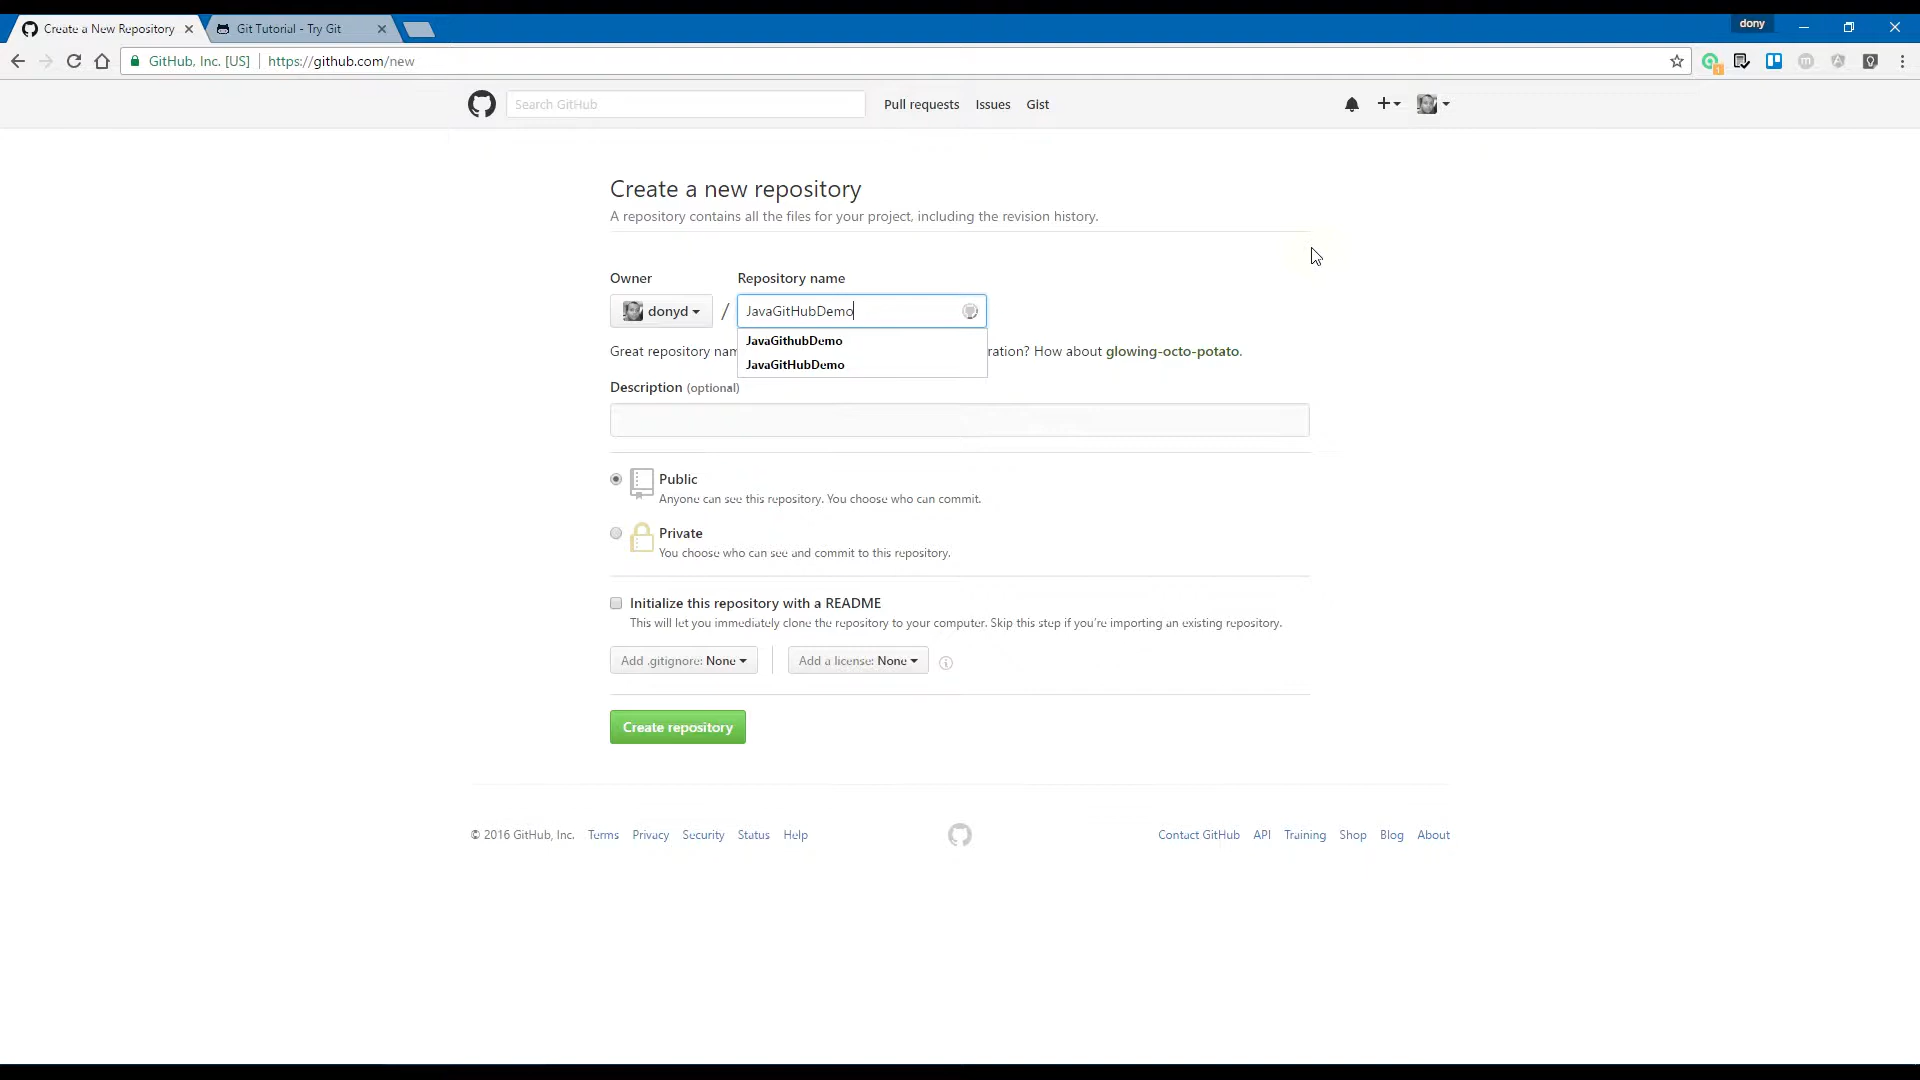 Create a New Repository
Git Tutorial - Try Git
dony
GitHub, Inc. [US]
https://github.com/new
1
m
Search GitHub
Pull requests
Issues
Gist
Create a new repository
A repository contains all the files for your project, including the revision history.
Owner
Repository name
donyd
/
JavaGitHubDemo
JavaGithubDemo
JavaGitHubDemo
Great repository nam
ration? How about glowing-octo-potato.
Description (optional)
Public
Anyone can see this repository. You choose who can commit.
Private
You choose who can see and commit to this repository.
Initialize this repository with a README
This will let you immediately clone the repository to your computer. Skip this step if you're importing an existing repository.
Add .gitignore: None
Add a license: None
Create repository
© 2016 GitHub, Inc.
Terms
Privacy
Security
Status
Help
Contact GitHub
API
Training
Shop
Blog
About